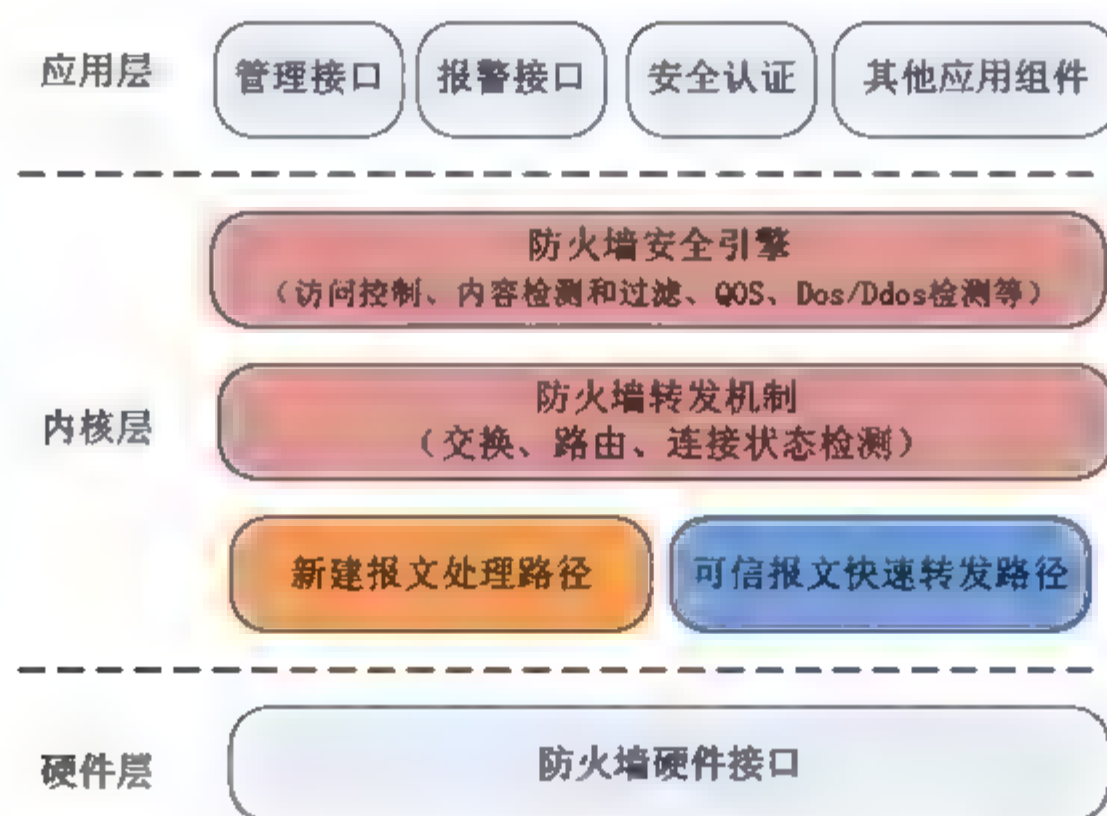 应用层
管理接口
报警接口
安全认证
其他应用组件
防火墙安全引擎
（访问控制、内容检测和过滤、QOS、Dos/Ddos检测等）
内核层
防火墙转发机制
（交换、路由、连接状态检测）
新建报文处理路径
可信报文快速转发路径
硬件层
防火墙硬件接口